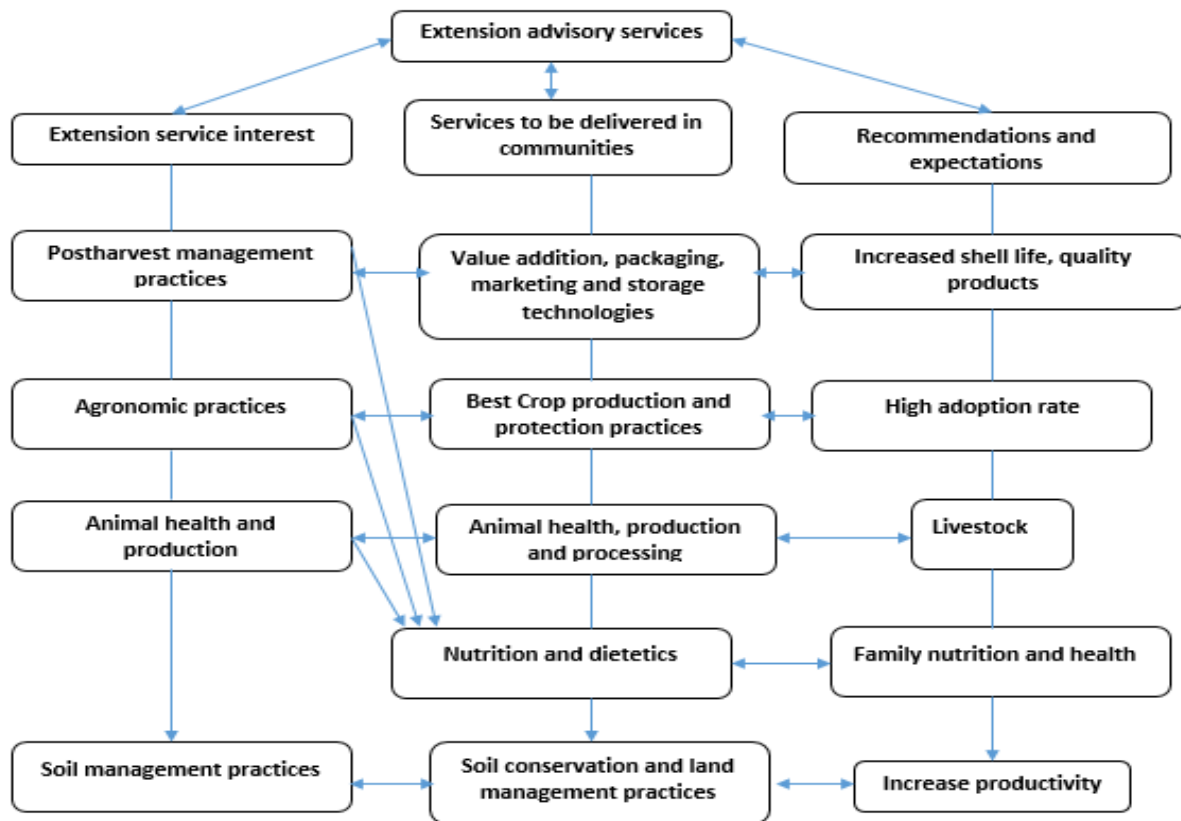 Extension advisory services
Extension service interest
Services to be delivered in
communities
Recommendations and
expectations
Postharvest management
practices
Value addition, packaging,
marketing and storage
technologies
Increased shell life, quality
products
Agronomic practices
Best Crop production and
protection practices
High adoption rate
Animal health and
production
Animal health, production
and processing
Livestock
Nutrition and dietetics
Family nutrition and health
Soil management practices
Soil conservation and land
management practices
Increase productivity